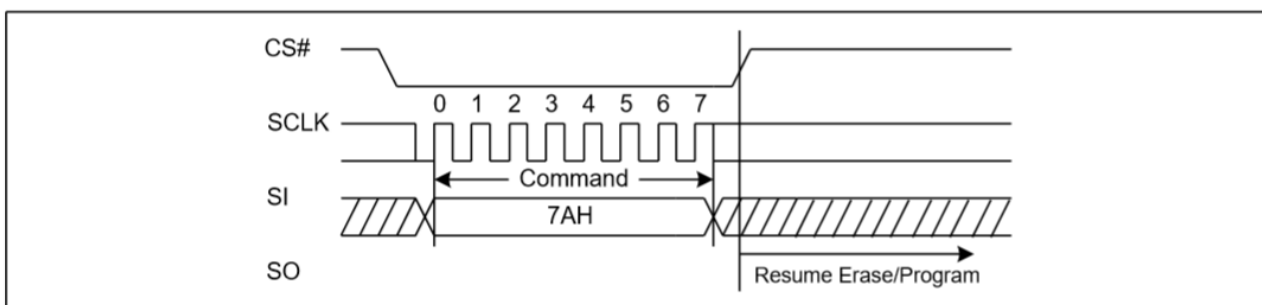 CS#
0 1 2 3 4 5 6 7
SCLK
Command
SI
7AH
SO
Resume Erase/Program